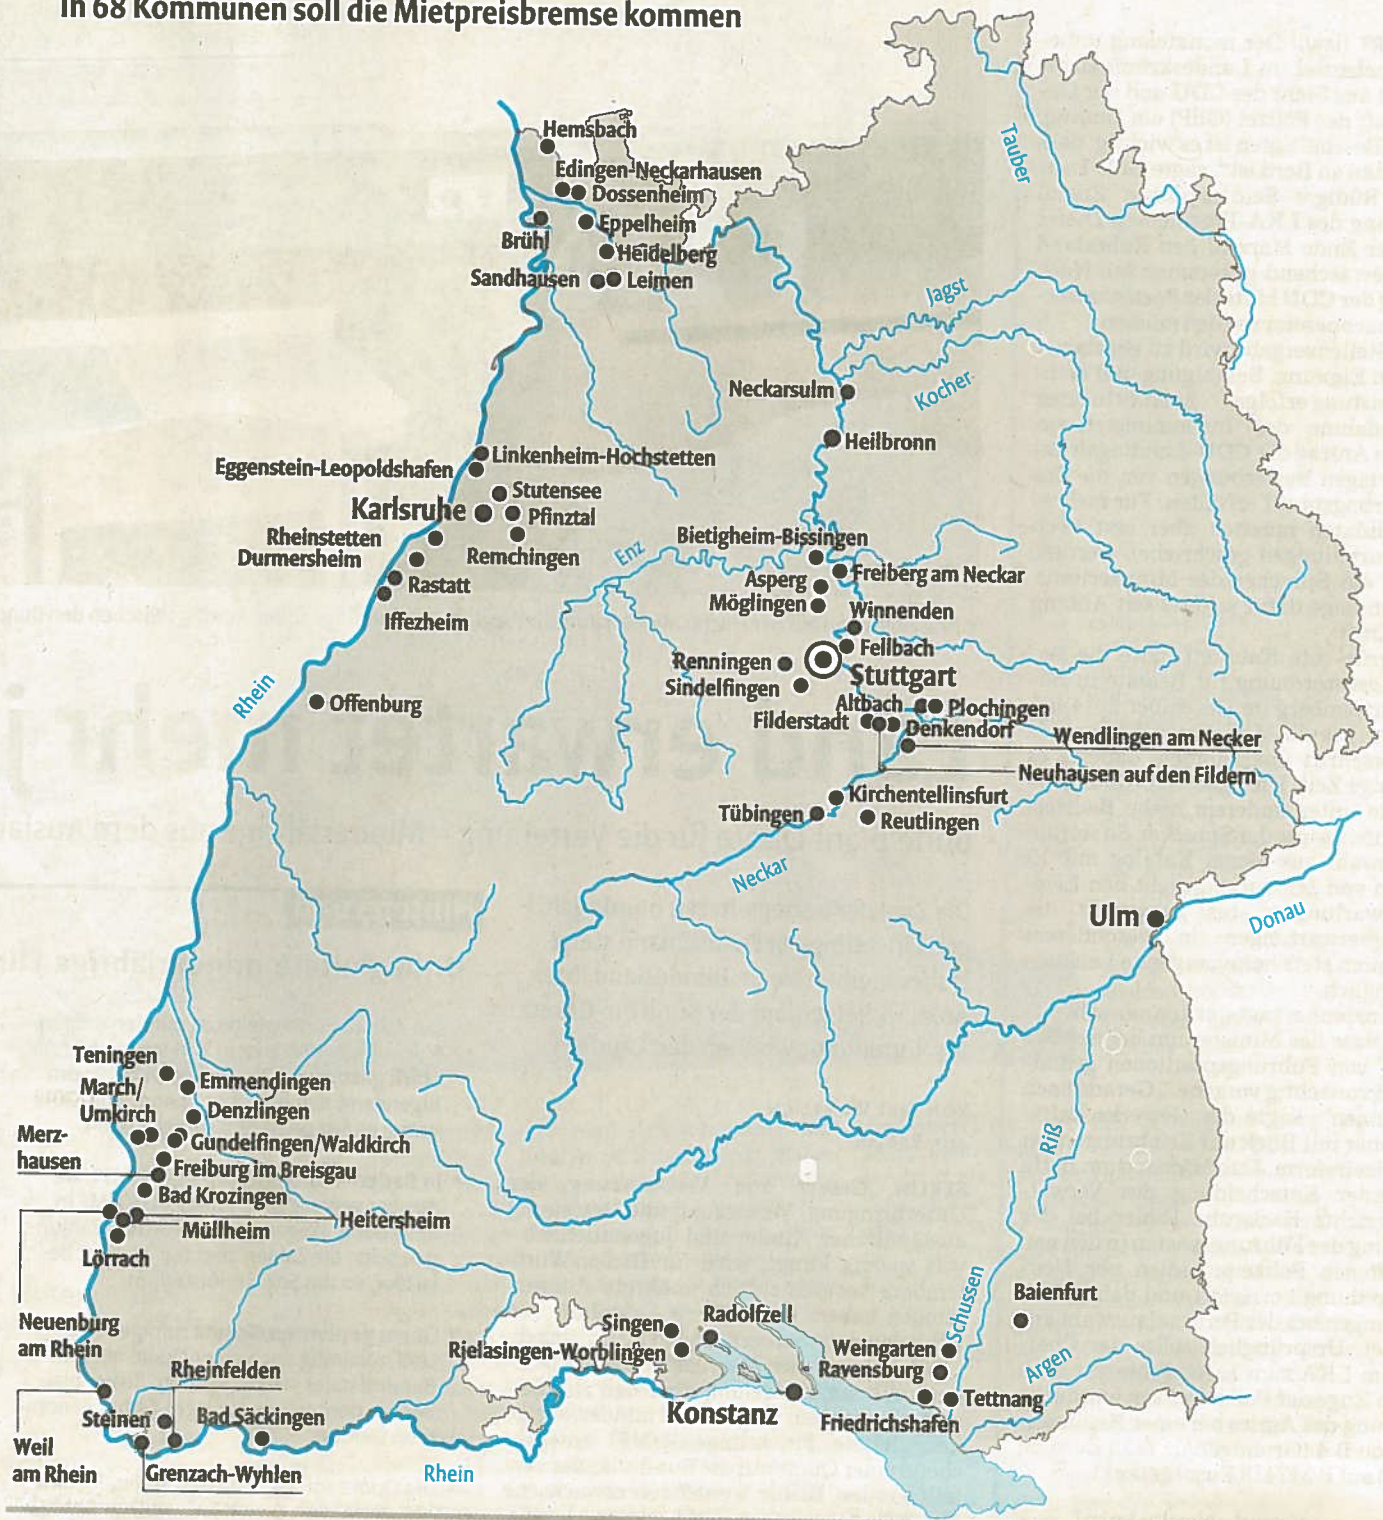 In 68 Kommunen soll die Mietpreisbremse kommen
Tauber
Hemsbach
Edingen-Neckarhausen
Dossenheim
Eppelheim
Brühl
Heidelberg
Sandhausen
Leimen
Jagst
Neckarsulm
Kocher
Heilbronn
Linkenheim-Hochstetten
Eggenstein-Leopoldshafen
Stutensee
Karlsruhe
Pfinztal
Rheinstetten
Bietigheim-Bissingen
Durmersheim
Remchingen
Enz
Asperg
Freiberg am Neckar
Rastatt
Möglingen
Winnenden
Iffezheim
Fellbach
Renningen
Stuttgart
Sindelfingen
Rhein
Offenburg
Altbach
Plochingen
Filderstadt
Denkendorf
Wendlingen am Necker
Neuhausen auf den Fildern
Kirchentellinsfurt
Tübingen
Reutlingen
Neckar
Ulm
Donau
Teningen
Emmendingen
March/
Umkirch
Denzlingen
Merz-
hausen
Gundelfingen/Waldkirch
Riß
Freiburg im Breisgau
Bad Krozingen
Heitersheim
Müllheim
Lörrach
Schussen
Baienfurt
Neuenburg
am Rhein
Singen
Radolfzell
Rielasingen-Worblingen
Weingarten
Ravensburg
Argen
Rheinfelden
Tettnang
Steinen
Bad Säckingen
Konstanz
Friedrichshafen
Weil
am Rhein
Grenzach-Wyhlen
Rhein